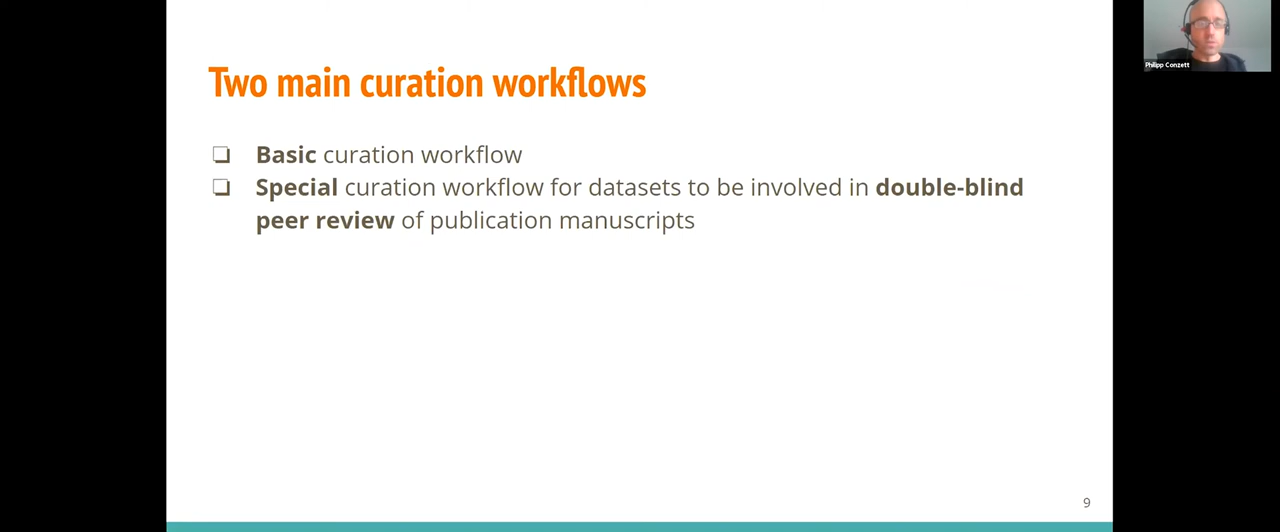 Two main curation workflows
❏ Basic curation workflow
❏ Special curation workflow for datasets to be involved in double-blind
peer review of publication manuscripts
9
Philipp Conzett